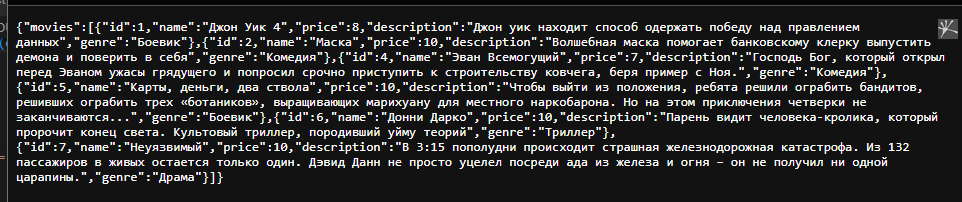 {"movies":[{"id":1,"name":"Джон Уик 4","price":8,"description":"Джон уик находит способ одержать победу над правлением
данных","genre":"Боевик"},{"id":2,"name":"Маска","price":10,"description":"Волшебная маска помогает банковскому клерку выпустить
демона и поверить в себя","genre":"Комедия"},{"id":4,"name":"Эван Всемогущий","price":7,"description":"Господь Бог, который открыл
перед Эваном ужасы грядущего и попросил срочно приступить к строительству ковчега, беря пример с Ноя.","genre":"Комедия"},
{"id":5,"name":"Карты, деньги, два ствола","price":10,"description":"Чтобы выйти из положения, ребята решили ограбить бандитов,
решивших ограбить трех «ботаников», выращивающих марихуану для местного наркобарона. Но на этом приключения четверки не
заканчиваются...","genre":"Боевик"},{"id":6,"name":"Донни Дарко","price":10,"description":"Парень видит человека-кролика, который
пророчит конец света. Культовый триллер, породивший уйму теорий","genre":"Триллер"},
{"id":7,"name":"Неуязвимый","price":10,"description":"В 3:15 пополудни происходит страшная железнодорожная катастрофа. Из 132
пассажиров в живых остается только один. Дэвид Данн не просто уцелел посреди ада из железа и огня – он не получил ни одной
царапины.","genre":"Драма"}]}